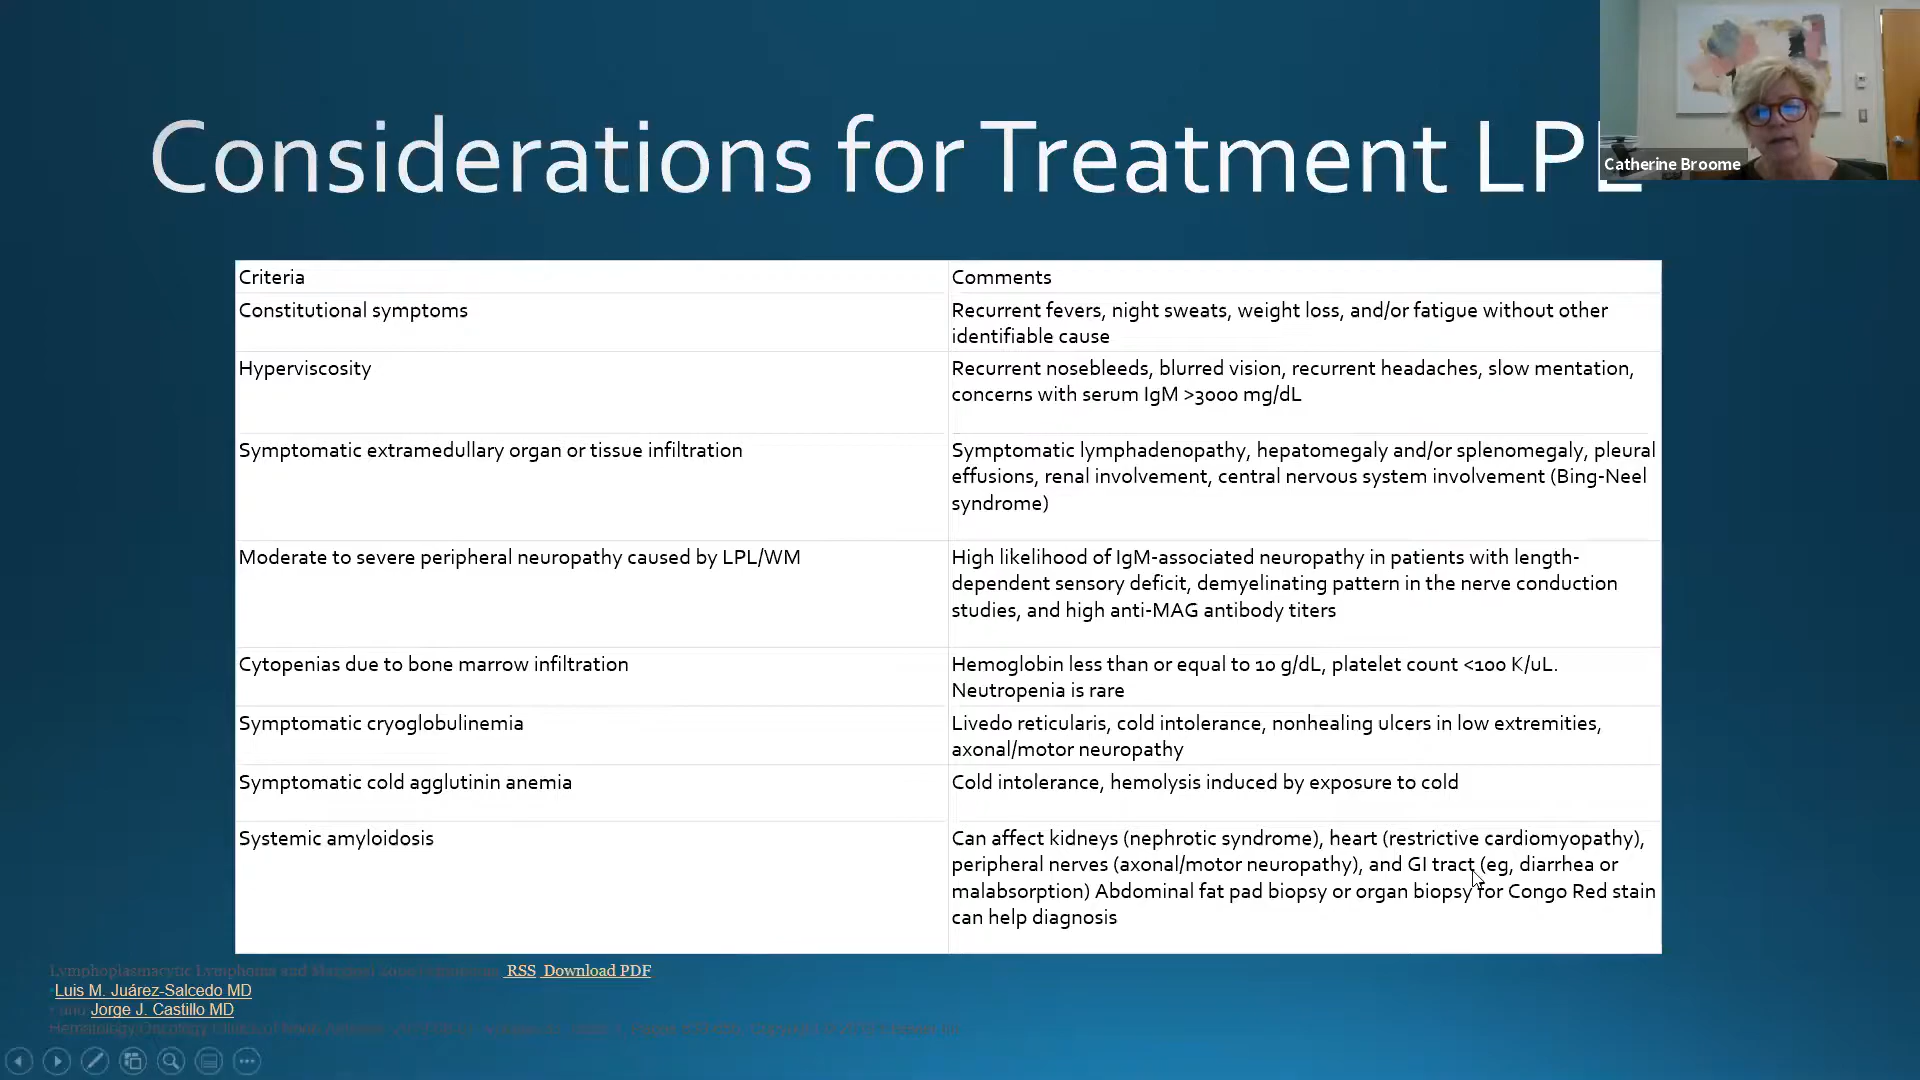 Considerations for Treatment LPL
Catherine Broome
Criteria
Comments
Constitutional symptoms
Recurrent fevers, night sweats, weight loss, and/or fatigue without other
identifiable cause
Hyperviscosity
Recurrent nosebleeds, blurred vision, recurrent headaches, slow mentation,
concerns with serum IgM >3000 mg/dL
Symptomatic extramedullary organ or tissue infiltration
Symptomatic lymphadenopathy, hepatomegaly and/or splenomegaly, pleural
effusions, renal involvement, central nervous system involvement (Bing-Neel
syndrome)
Moderate to severe peripheral neuropathy caused by LPL/WM
High likelihood of IgM-associated neuropathy in patients with length-
dependent sensory deficit, demyelinating pattern in the nerve conduction
studies, and high anti-MAG antibody titers
Cytopenias due to bone marrow infiltration
Hemoglobin less than or equal to 10 g/dL, platelet count <100 K/uL.
Neutropenia is rare
Symptomatic cryoglobulinemia
Livedo reticularis, cold intolerance, nonhealing ulcers in low extremities,
axonal/motor neuropathy
Symptomatic cold agglutinin anemia
Cold intolerance, hemolysis induced by exposure to cold
Systemic amyloidosis
Can affect kidneys (nephrotic syndrome), heart (restrictive cardiomyopathy),
peripheral nerves (axonal/motor neuropathy), and GI tract (eg, diarrhea or
malabsorption) Abdominal fat pad biopsy or organ biopsy for Congo Red stain
can help diagnosis
Lymphoplasmacytic Lymphoma and Marginal Zone RSS Download PDF
Luis M. Juárez-Salcedo MD
and Jorge J. Castillo MD